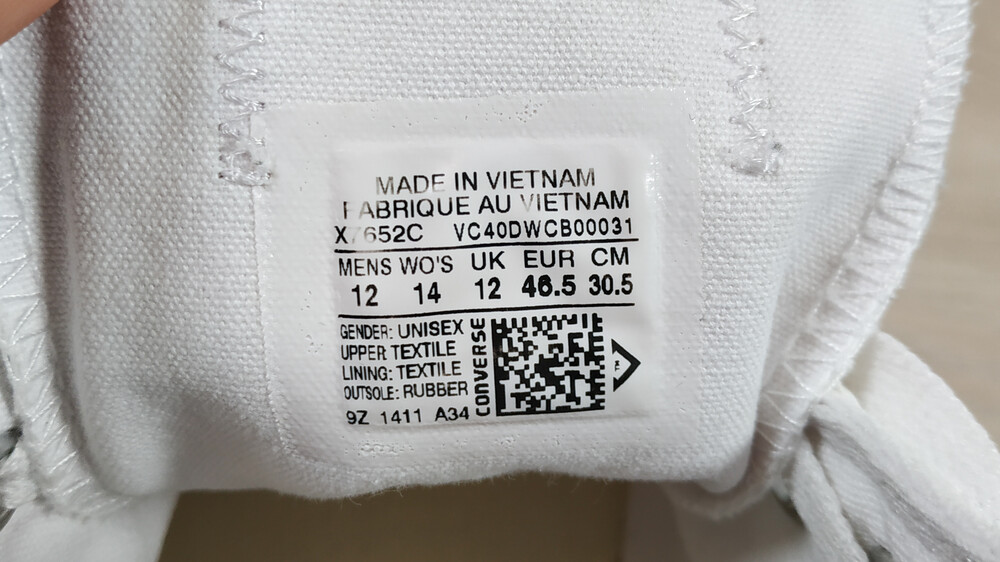 MADE IN VIETNAM
FABRIQUE AU VIETNAM
X7652C VC40DWCB00031
MENS WO'S UK EUR CM
12 14 12 46.5 30.5
GENDER: UNISEX
UPPER TEXTILE
LINING: TEXTILE
OUTSOLE: RUBBER
9Z 1411 A34
CONVERSE